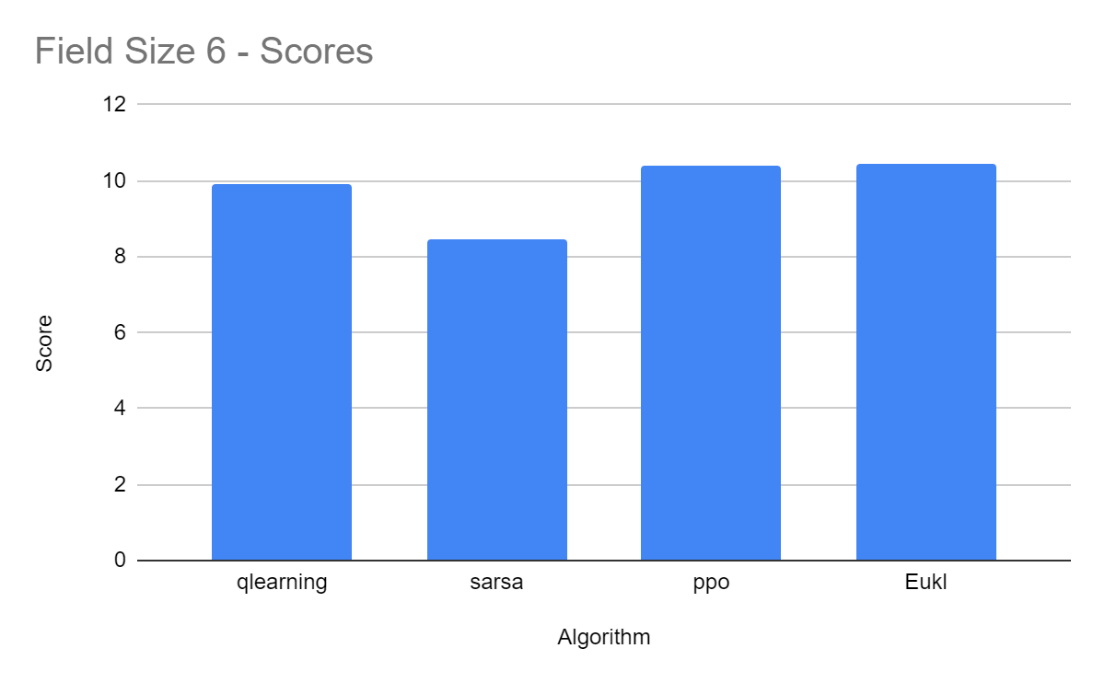 Field Size 6 - Scores
12
10
8
6
4
2
0
Score
qlearning
sarsa
ppo
Eukl
Algorithm